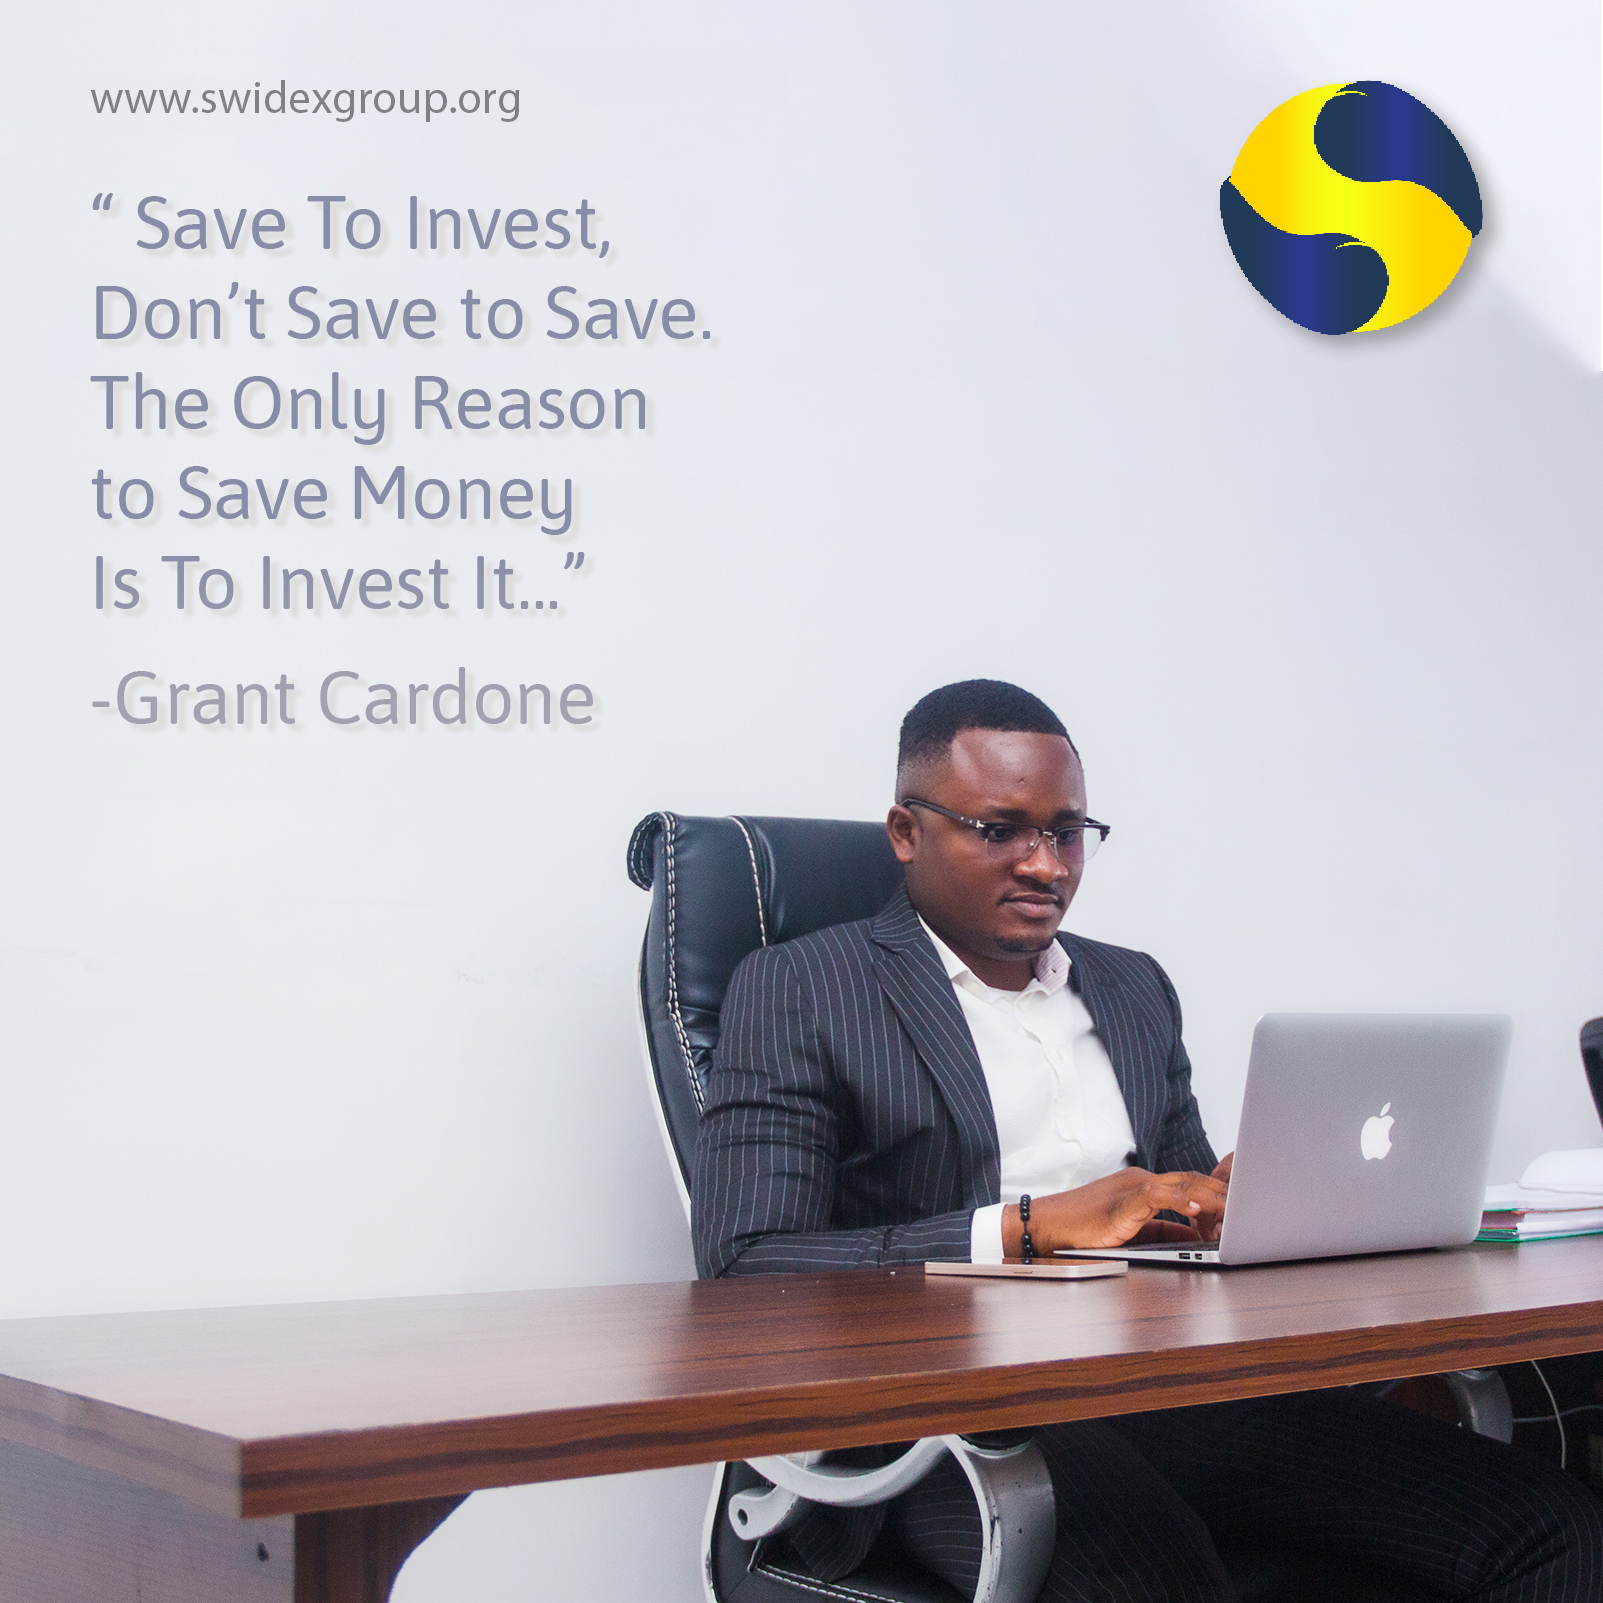 www.swidexgroup.org
“ Save To Invest,
Don’t Save to Save.
The Only Reason
to Save Money
Is To Invest It...”
-Grant Cardone